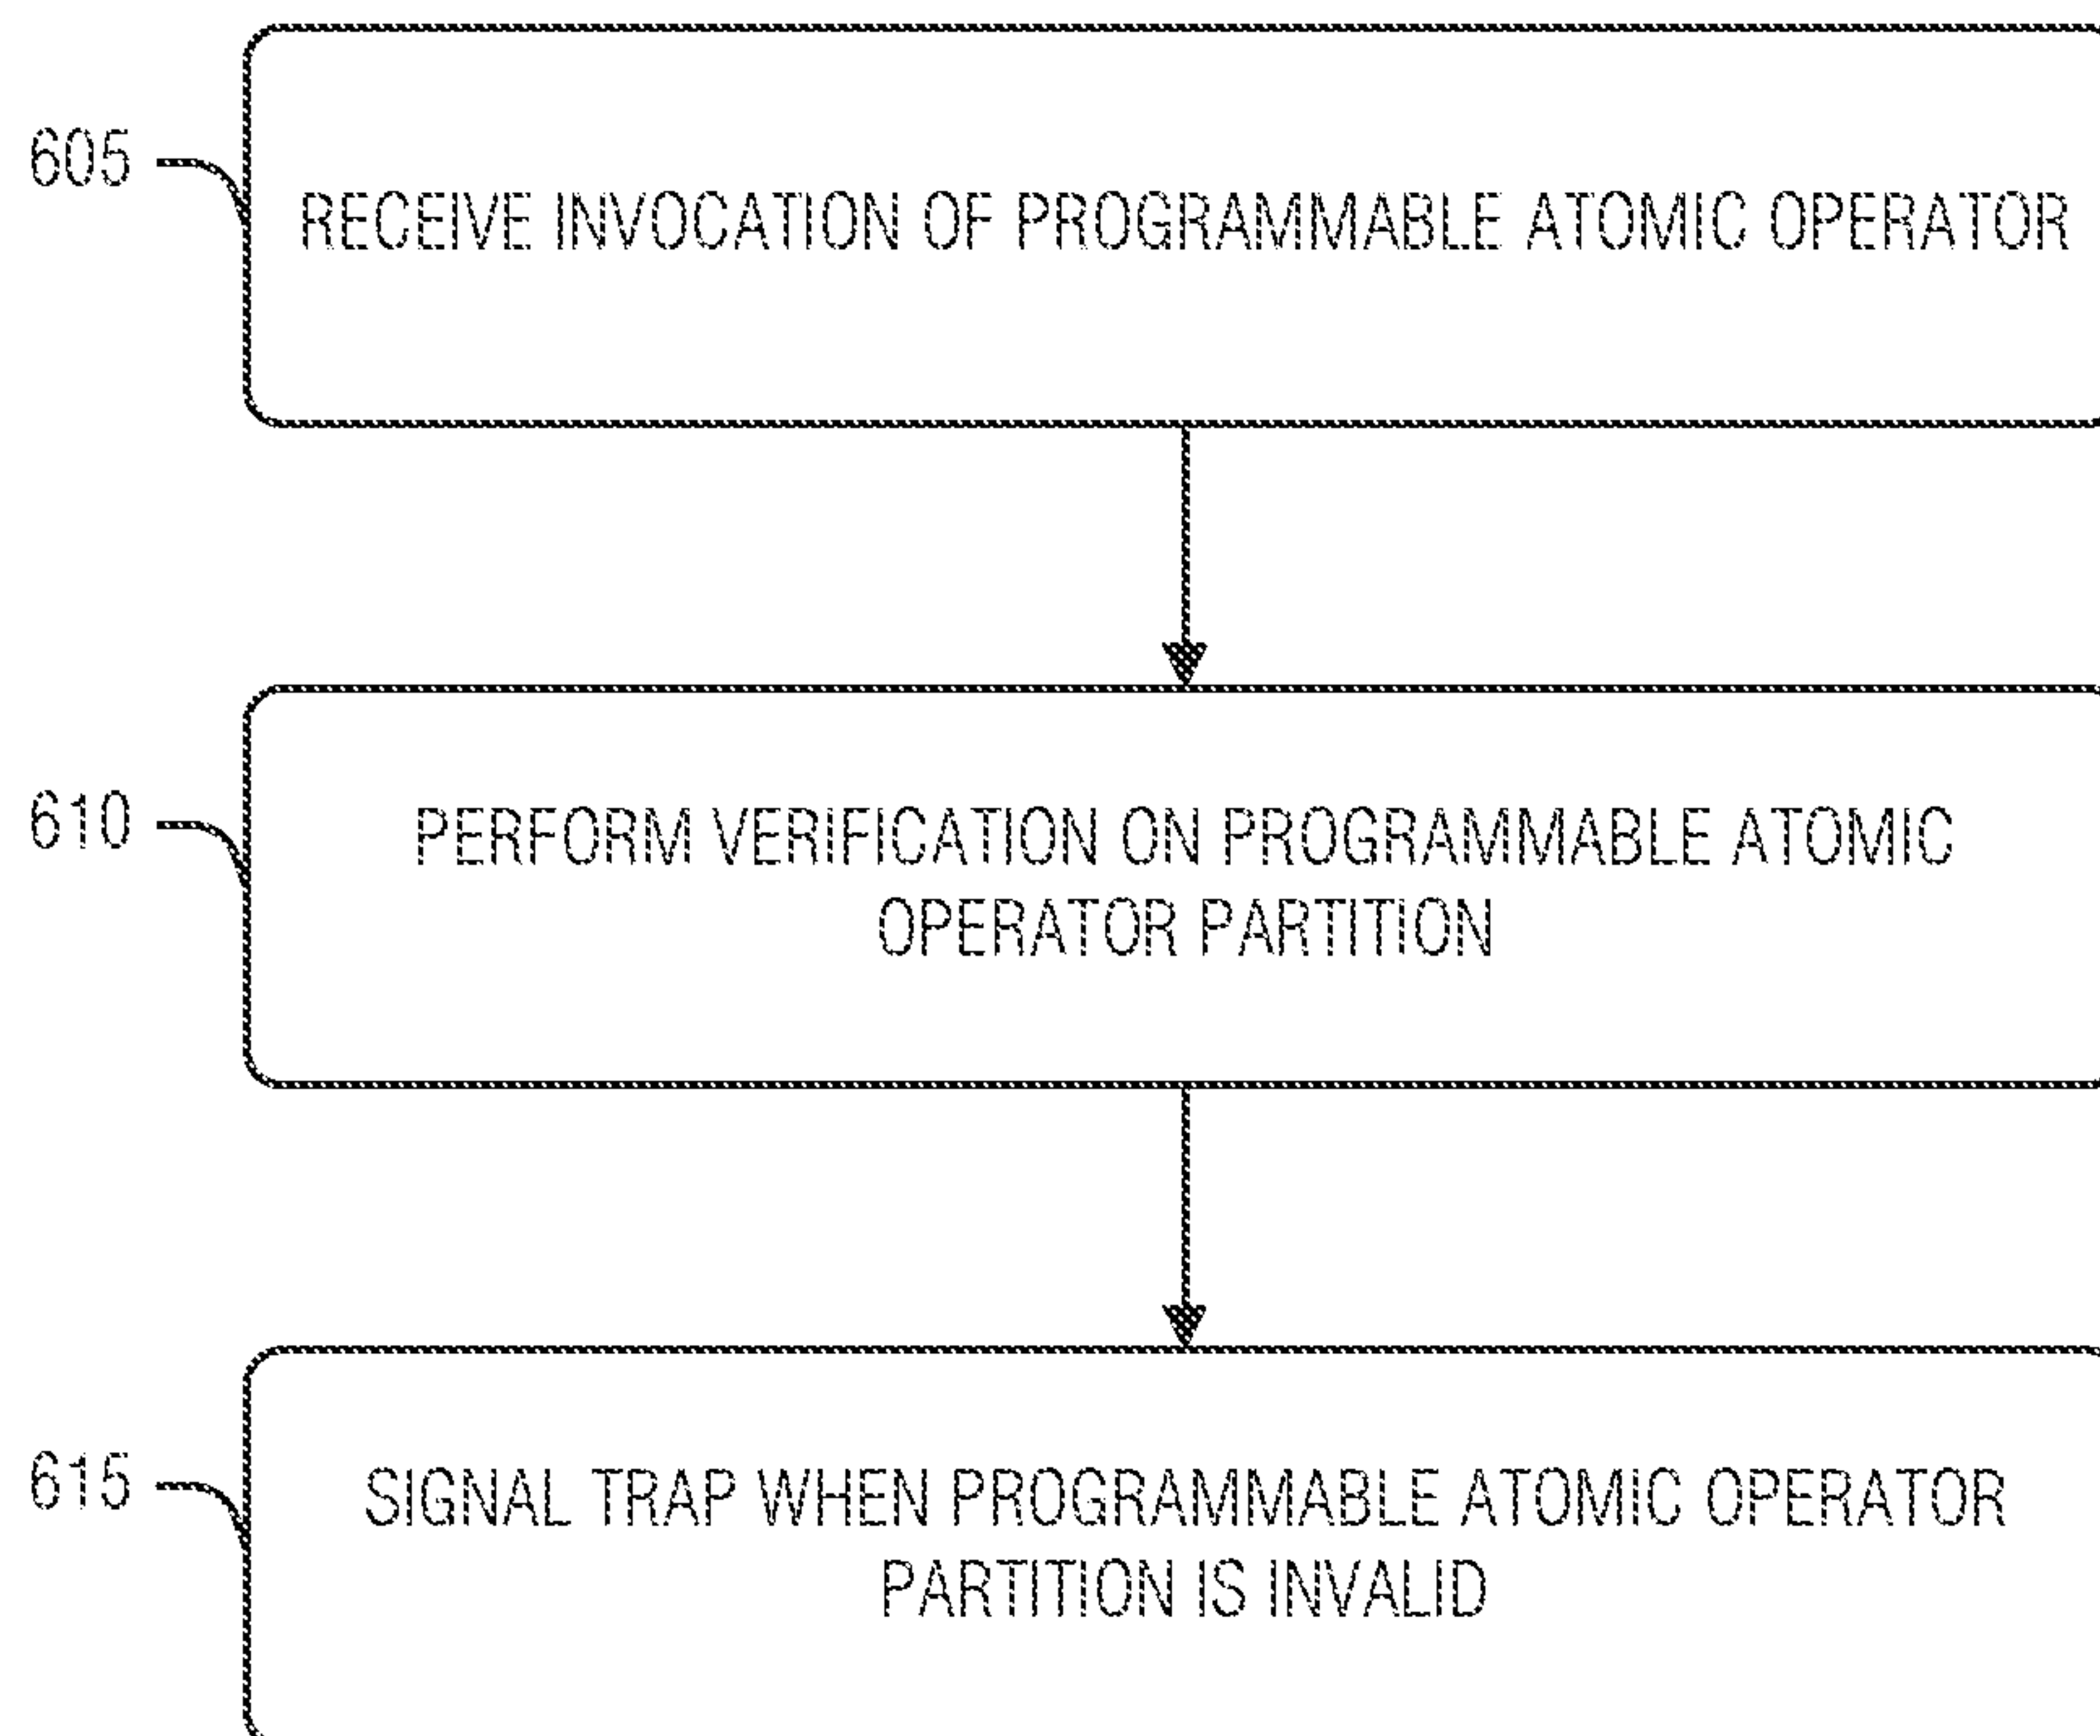 605
RECEIVE INVOCATION OF PROGRAMMABLE ATOMIC OPERATOR
610
PERFORM VERIFICATION ON PROGRAMMABLE ATOMIC
OPERATOR PARTITION
615
SIGNAL TRAP WHEN PROGRAMMABLE ATOMIC OPERATOR
PARTITION IS INVALID